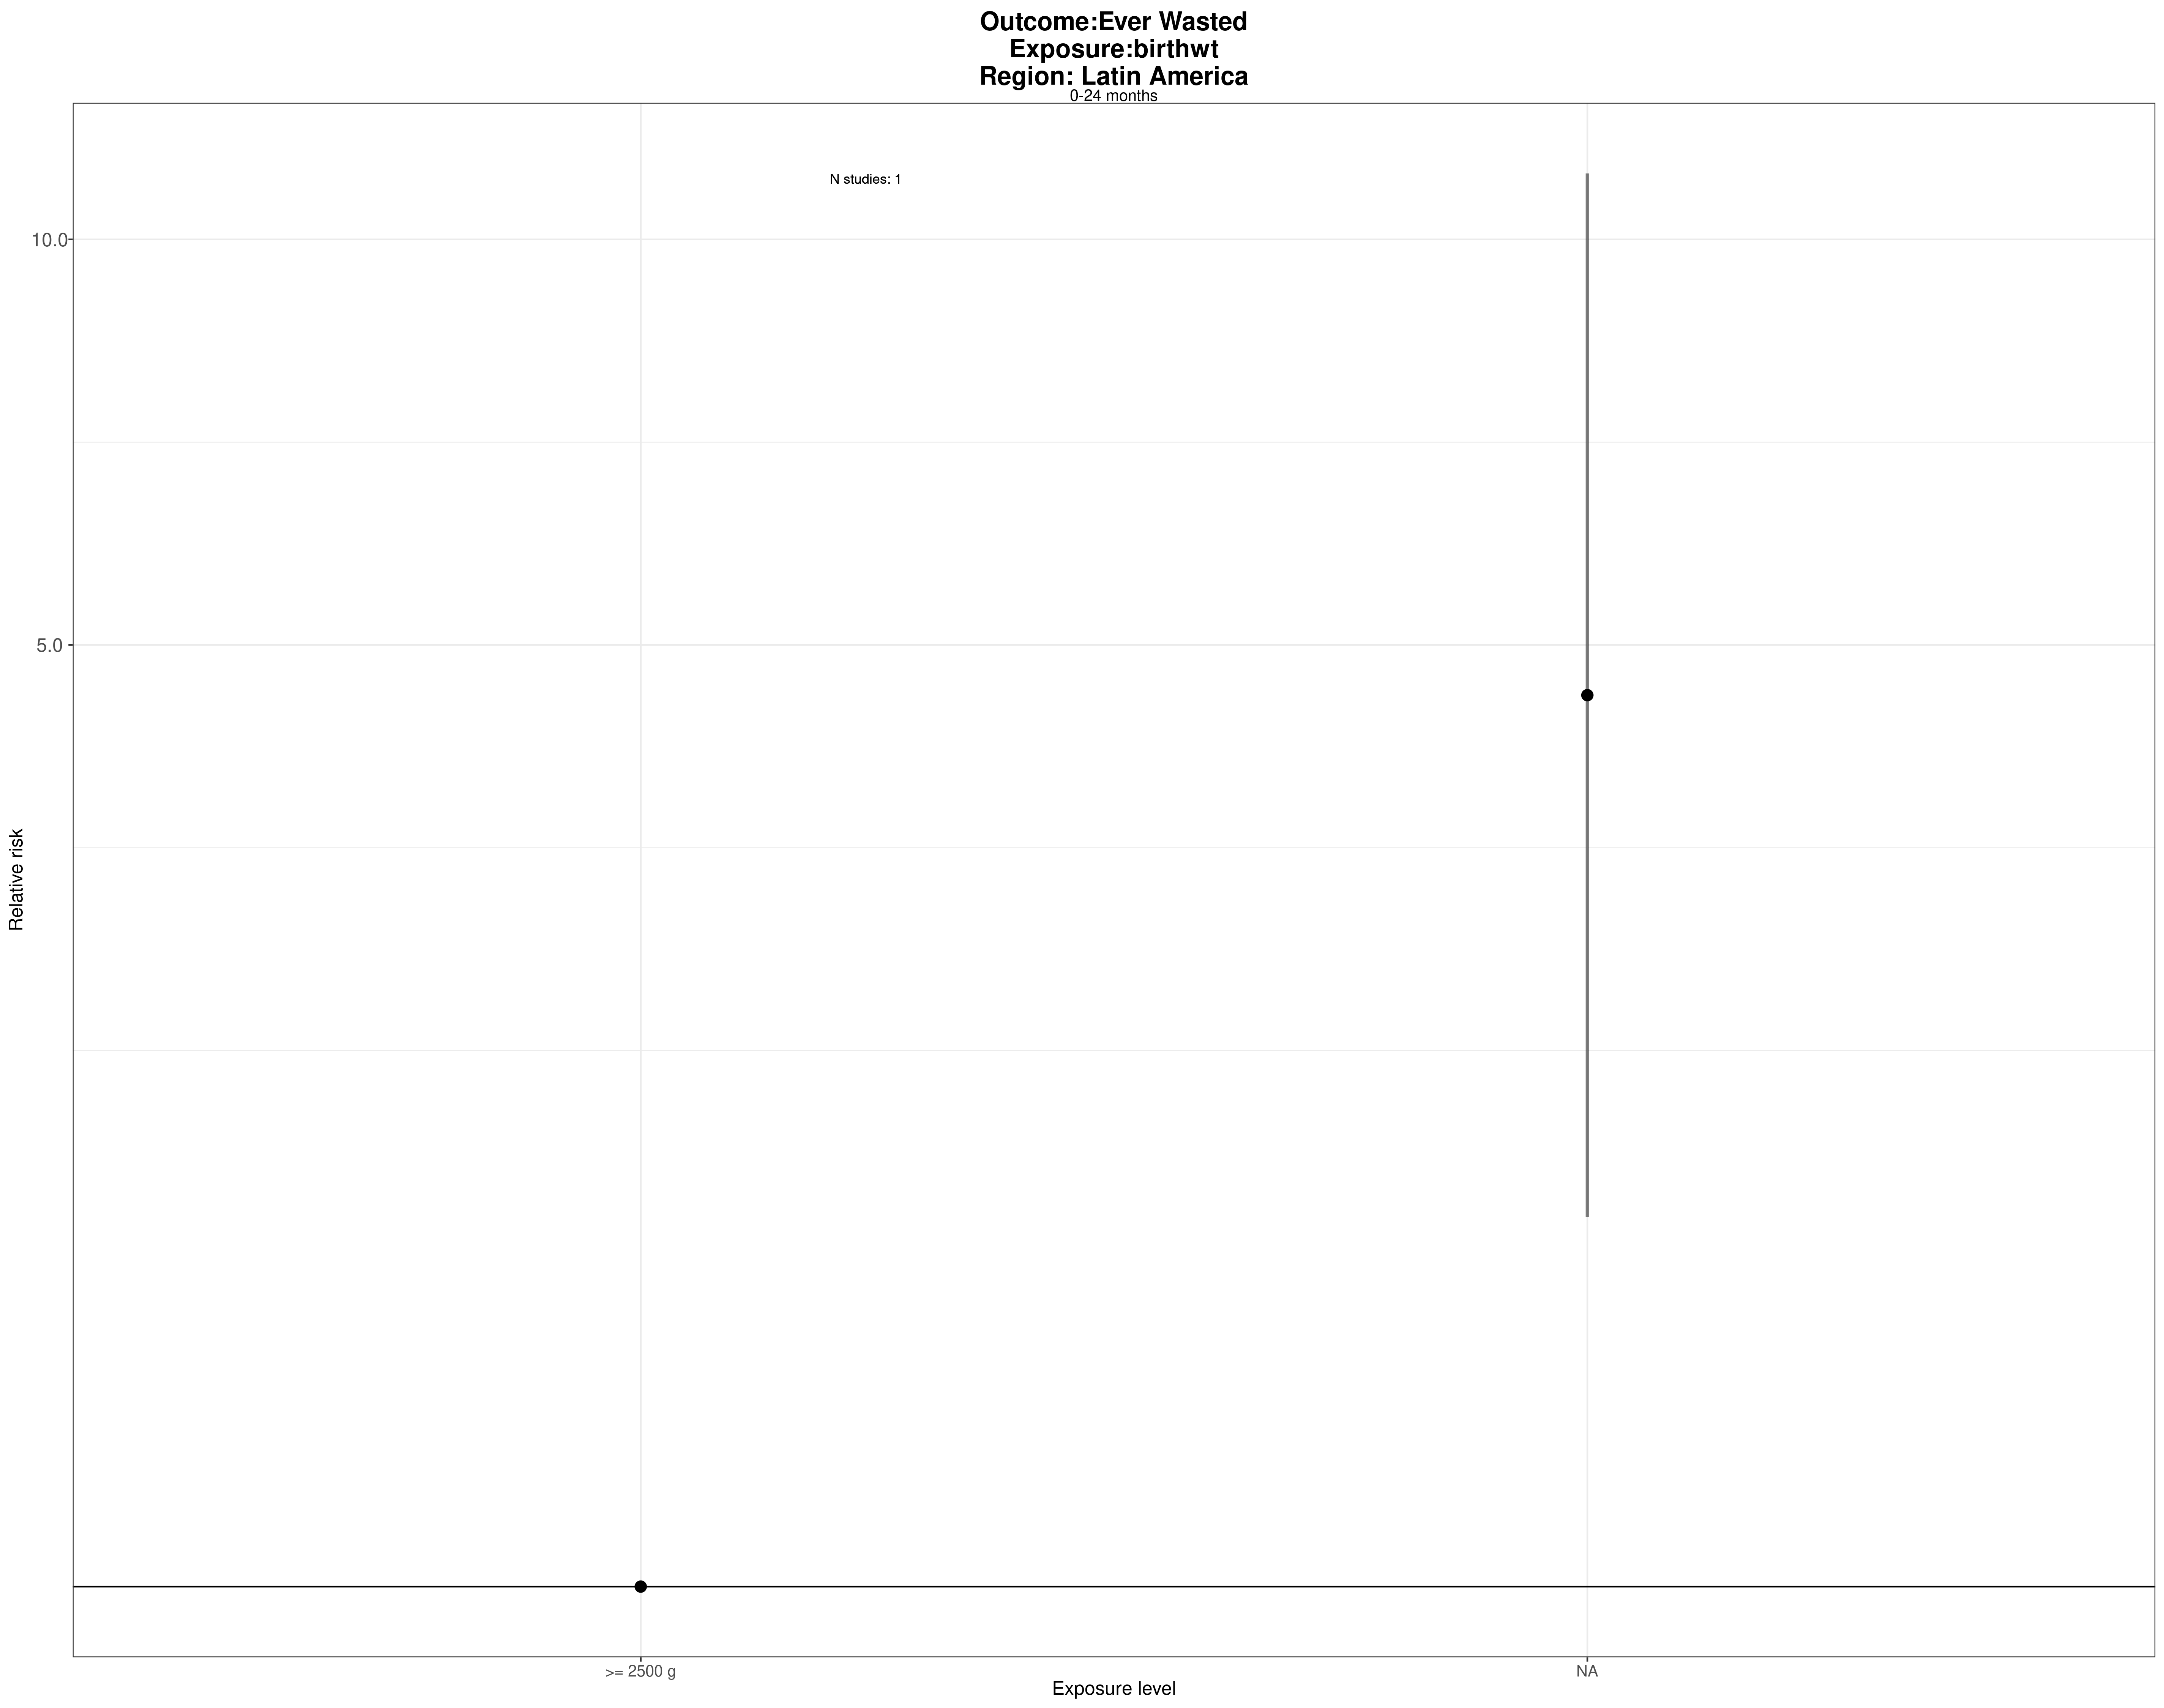 Outcome:Ever Wasted
Exposure:birthwt
Region: Latin America
0-24 months
N studies: 1
10.0
5.0
Relative risk
>= 2500 g
NA
Exposure level